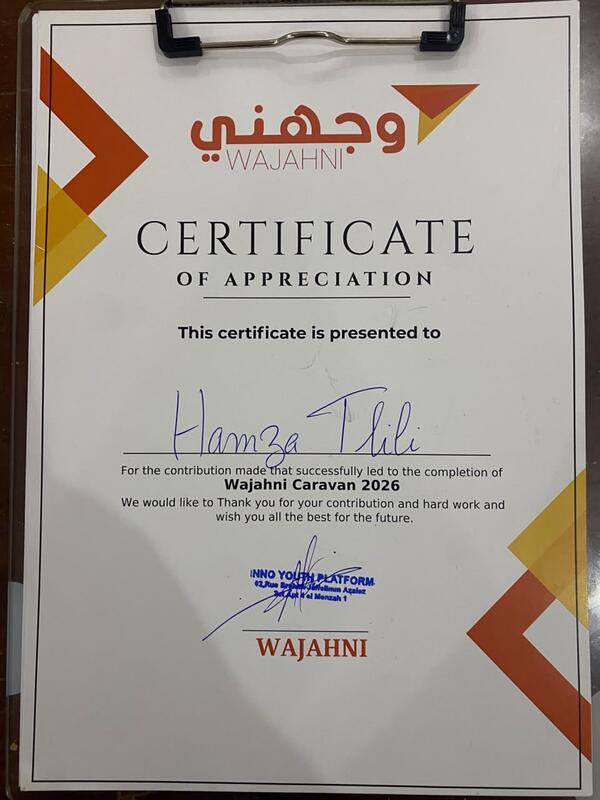 وجهني
WAJAHNI
CERTIFICATE
OF APPRECIATION
This certificate is presented to
Hamza Tlili
For the contribution made that successfully led to the completion of
Wajahni Caravan 2026
We would like to Thank you for your contribution and hard work and
wish you all the best for the future.
INNO YOUTH PLATFORM
62,Rue
el Menzah 1
WAJAHNI